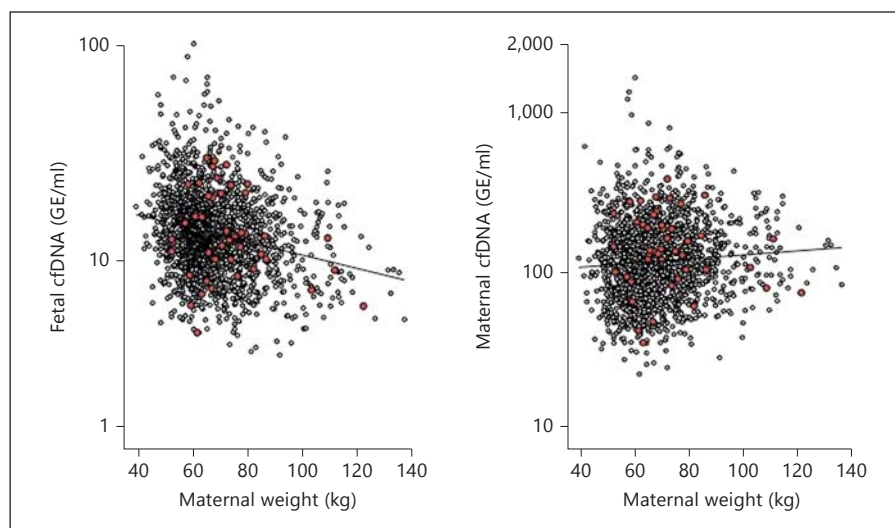 100
10
1
Fetal cfDNA (GE/ml)
40 60 80 100 120 140
Maternal weight (kg)
2,000
1,000
100
10
Maternal cfDNA (GE/ml)
40 60 80 100 120 140
Maternal weight (kg)